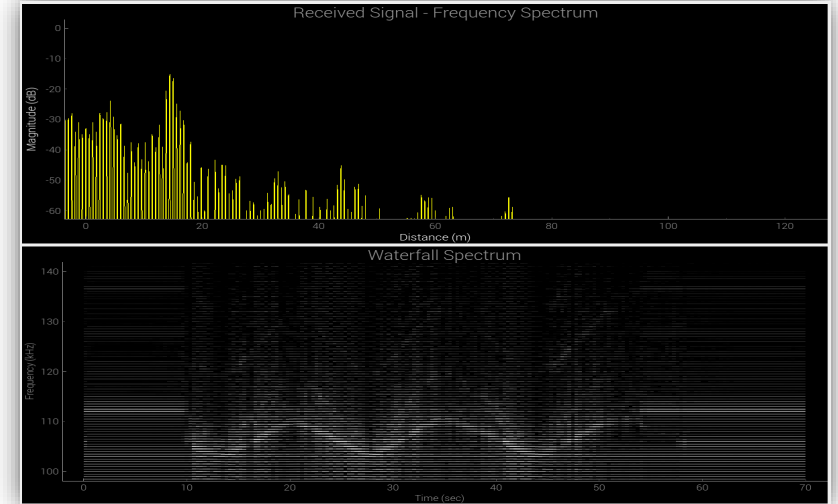 Received Signal - Frequency Spectrum
0
-10
-20
-30
-40
-50
-60
Magnitude (dB)
0 20 40 60 80 100 120
Distance (m)
Waterfall Spectrum
140
130
120
110
100
Frequency (kHz)
0 10 20 30 40 50 60 70
Time (sec)